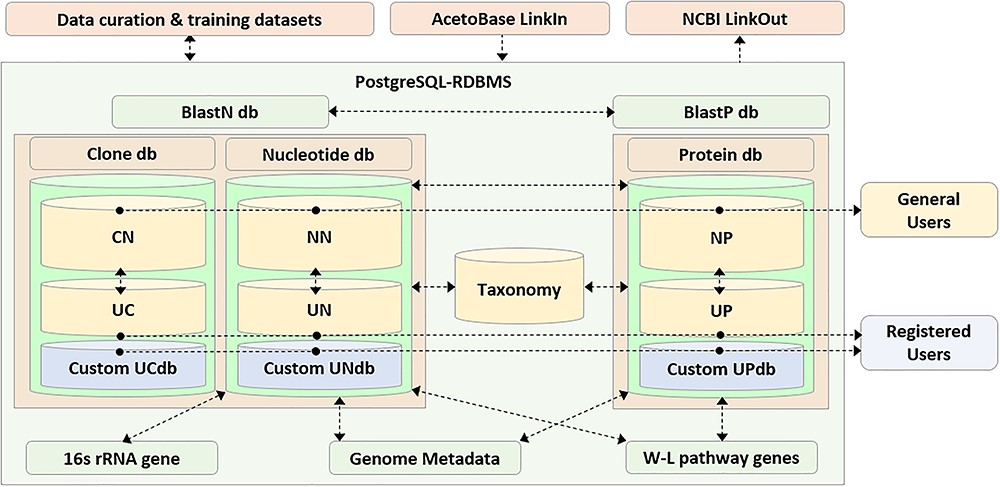 Data curation & training datasets
AcetoBase LinkIn
NCBI LinkOut
PostgreSQL-RDBMS
BlastN db
BlastP db
Clone db
Nucleotide db
Protein db
CN
NN
NP
General
Users
UC
UN
Taxonomy
UP
Registered
Users
Custom UCdb
Custom UNdb
Custom UPdb
16s rRNA gene
Genome Metadata
W-L pathway genes